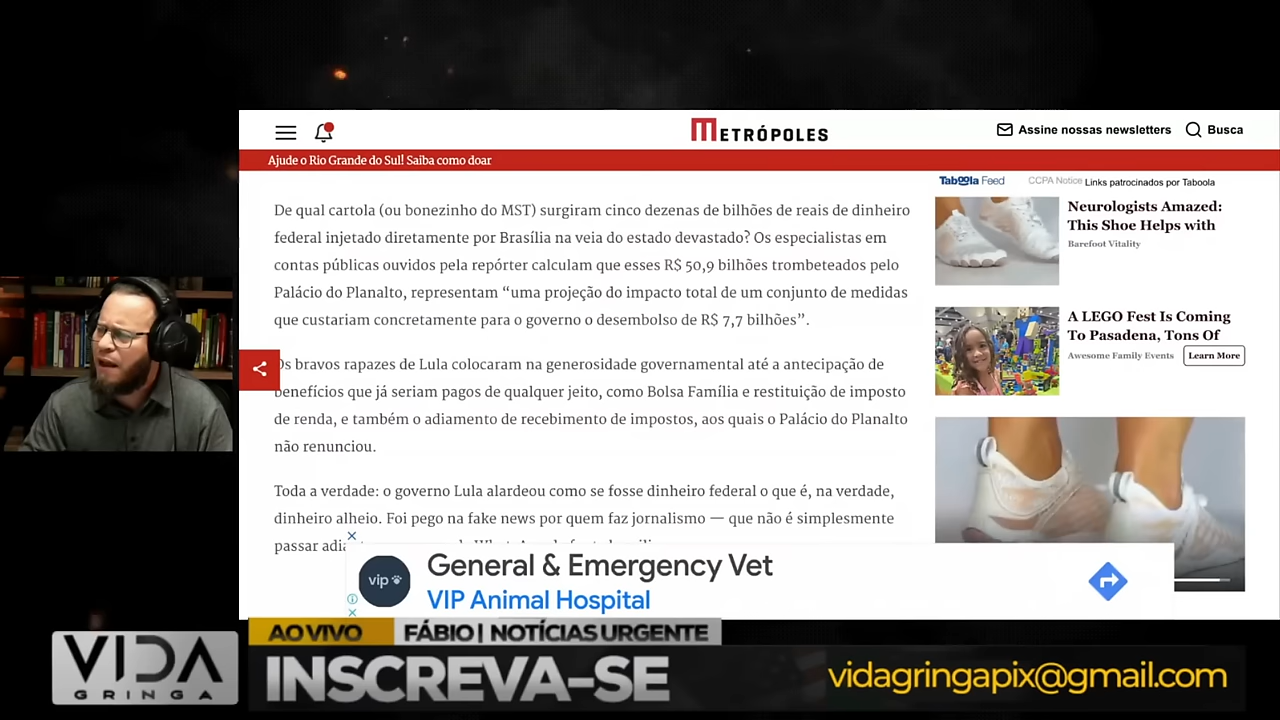 METRÓPOLES
Assine nossas newsletters
Busca
Ajude o Rio Grande do Sul! Saiba como doar
De qual cartola (ou bonezinho do MST) surgiram cinco dezenas de bilhões de reais de dinheiro
federal injetado diretamente por Brasília na veia do estado devastado? Os especialistas em
contas públicas ouvidos pela repórter calculam que esses R$ 50,9 bilhões trombeteados pelo
Palácio do Planalto, representam “uma projeção do impacto total de um conjunto de medidas
que custariam concretamente para o governo o desembolso de R$ 7,7 bilhões”.
Os bravos rapazes de Lula colocaram na generosidade governamental até a antecipação de
benefícios que já seriam pagos de qualquer jeito, como Bolsa Família e restituição de imposto
de renda, e também o adiamento de recebimento de impostos, aos quais o Palácio do Planalto
não renunciou.
Toda a verdade: o governo Lula alardeou como se fosse dinheiro federal o que é, na verdade,
dinheiro alheio. Foi pego na fake news por quem faz jornalismo — que não é simplesmente
passar
Taboola Feed
CCPA Notice
Links patrocinados por Taboola
Neurologists Amazed:
This Shoe Helps with
Barefoot Vitality
A LEGO Fest Is Coming
To Pasadena, Tons Of
Awesome Family Events
Learn More
vip
General & Emergency Vet
VIP Animal Hospital
VIDA
GRINGA
AO VIVO
FÁBIO | NOTÍCIAS URGENTE
INSCREVA-SE
vidagringapix@gmail.com